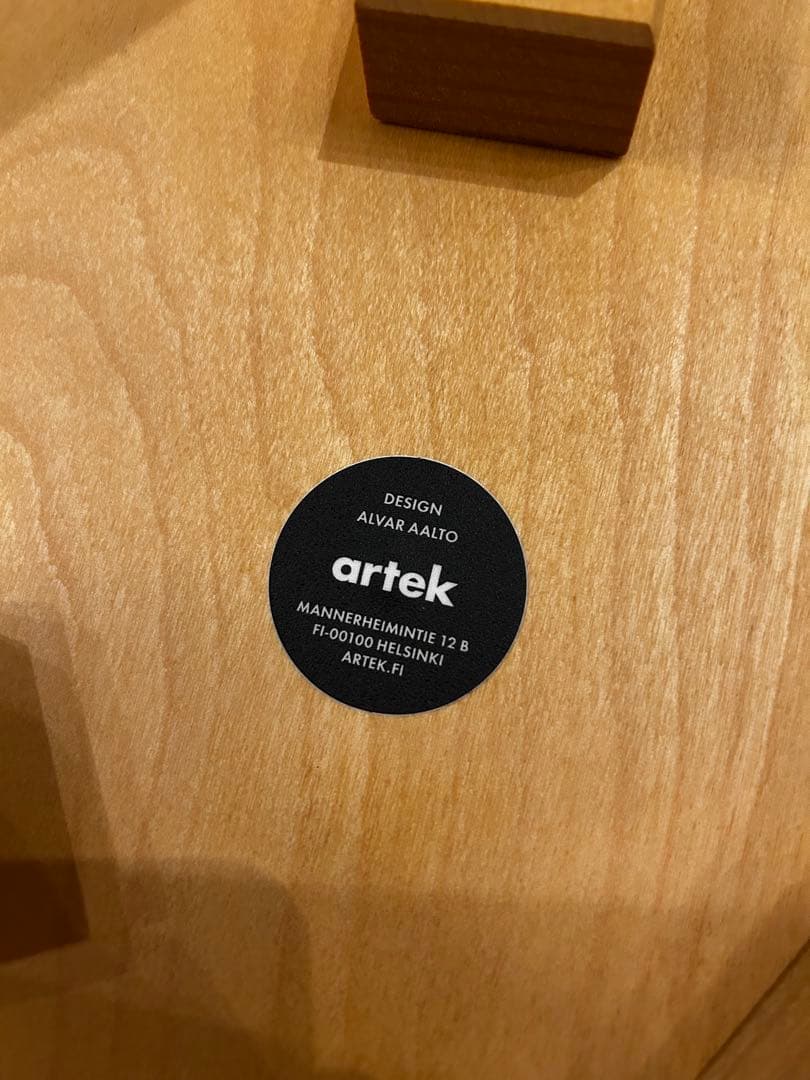 DESIGN
ALVAR AALTO
artek
MANNERHEIMINTIE 12 B
FI-00100 HELSINKI
ARTEK.FI